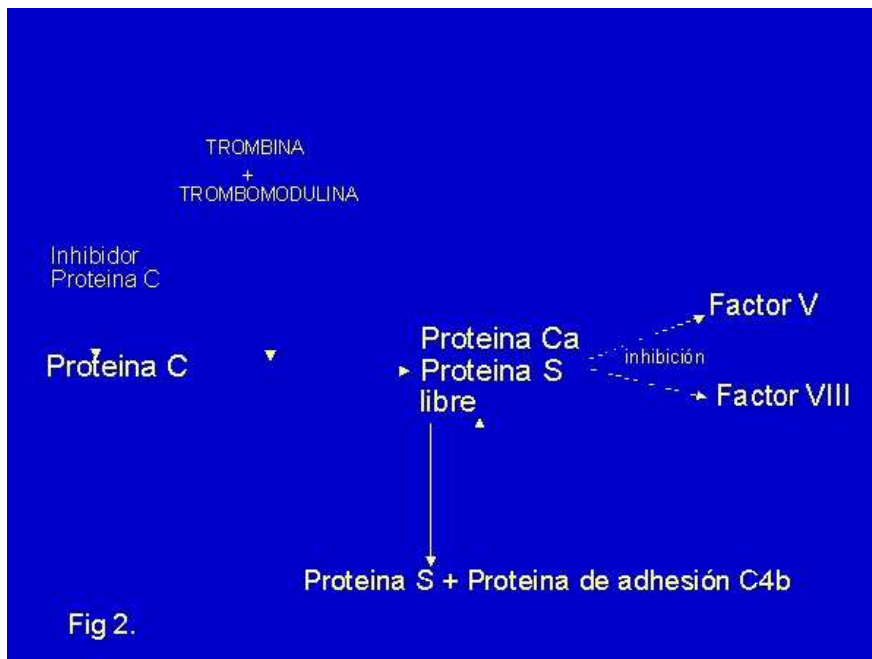 TROMBINA
+
TROMBOMODULINA
Inhibidor
Proteina C
Proteina C
Proteina Ca
Proteina S
libre
inhibición
Factor V
Factor VIII
Proteina S + Proteina de adhesión C4b
Fig 2.